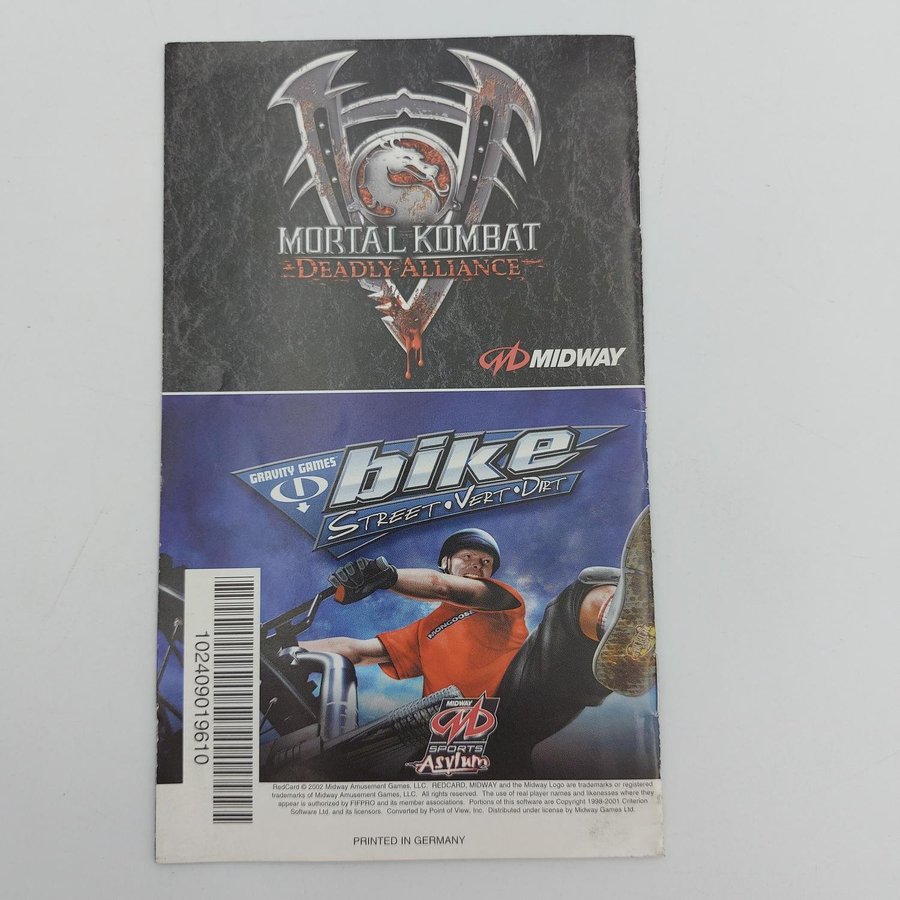 MORTAL KOMBAT
DEADLY ALLIANCE
MIDWAY
GRAVITY GAMES
bike
STREET • VERT • DIRT
MONGOOSE
MIDWAY
SPORTS
Asylum
10240901961​0
RedCard © 2002 Midway Amusement Games, LLC. REDCARD, MIDWAY and the Midway Logo are trademarks or registered
trademarks of Midway Amusement Games, LLC. All rights reserved. The use of real player names and likenesses where they
appear is authorized by FIFPRO and its member associations. Portions of this software are Copyright 1998-2001 Criterion
Software Ltd. and its licensors. Converted by Point of View, Inc. Distributed under license by Midway Games Ltd.
PRINTED IN GERMANY